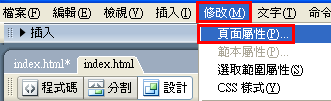 檔案(F) 編輯(E) 檢視(V) 插入(I) 修改(M) 文字(T) 命令
插入
頁面屬性(P)...
範本屬性(P)...
選取範圍屬性(S)
CSS 樣式(Y)
index.html* index.html
程式碼 分割 設計